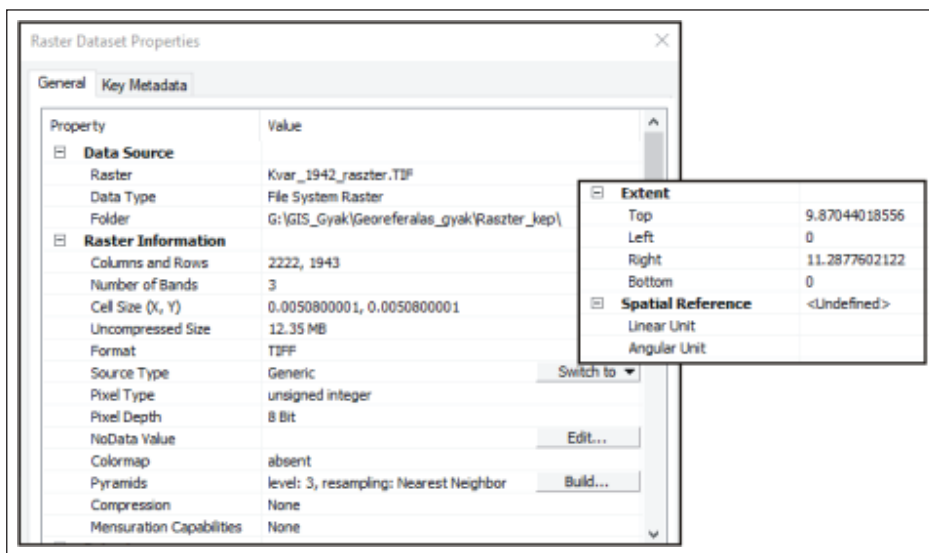 Raster Dataset Properties
General Key Metadata
Property Value
Data Source
Raster Kvar_1942_raszter.TIF
Data Type File System Raster
Folder G:\GIS_Gyak\Georeferalas_gyak\Raszter_kep\
Raster Information
Columns and Rows 2222, 1943
Number of Bands 3
Cell Size (X, Y) 0.0050800001, 0.0050800001
Uncompressed Size 12.35 MB
Format TIFF
Source Type Generic Switch to
Pixel Type unsigned integer
Pixel Depth 8 Bit
NoData Value Edit...
Colormap absent
Pyramids level: 3, resampling: Nearest Neighbor Build...
Compression None
Mensuration Capabilities None
Extent
Top 9.87044018556
Left 0
Right 11.2877602122
Bottom 0
Spatial Reference <Undefined>
Linear Unit
Angular Unit